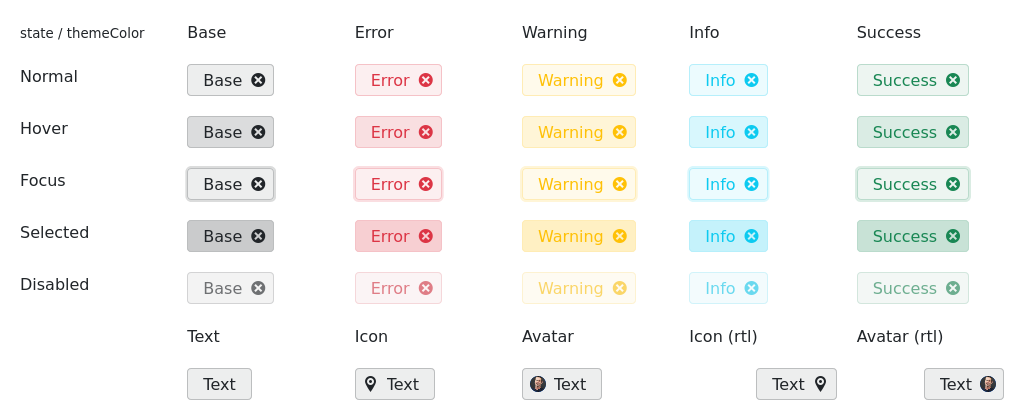 state / themeColor Base Error Warning Info Success
Normal Base Error Warning Info Success
Hover Base Error Warning Info Success
Focus Base Error Warning Info Success
Selected Base Error Warning Info Success
Disabled Base Error Warning Info Success
Text Icon Avatar Icon (rtl) Avatar (rtl)
Text Text Text Text Text